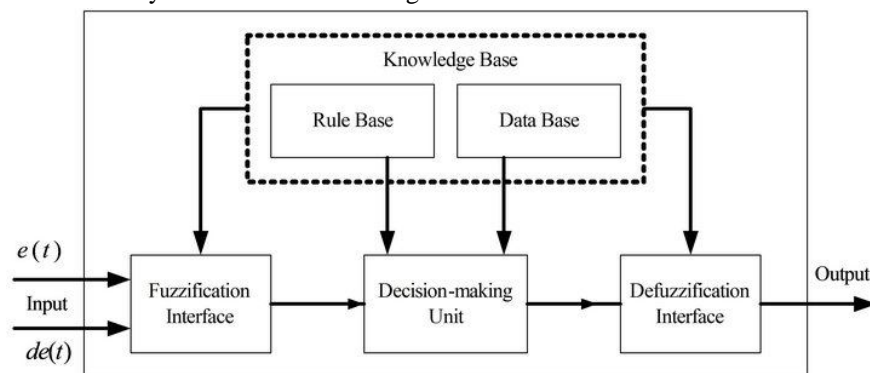 Knowledge Base
Rule Base
Data Base
e(t)
Input
de(t)
Fuzzification
Interface
Decision-making
Unit
Defuzzification
Interface
Output